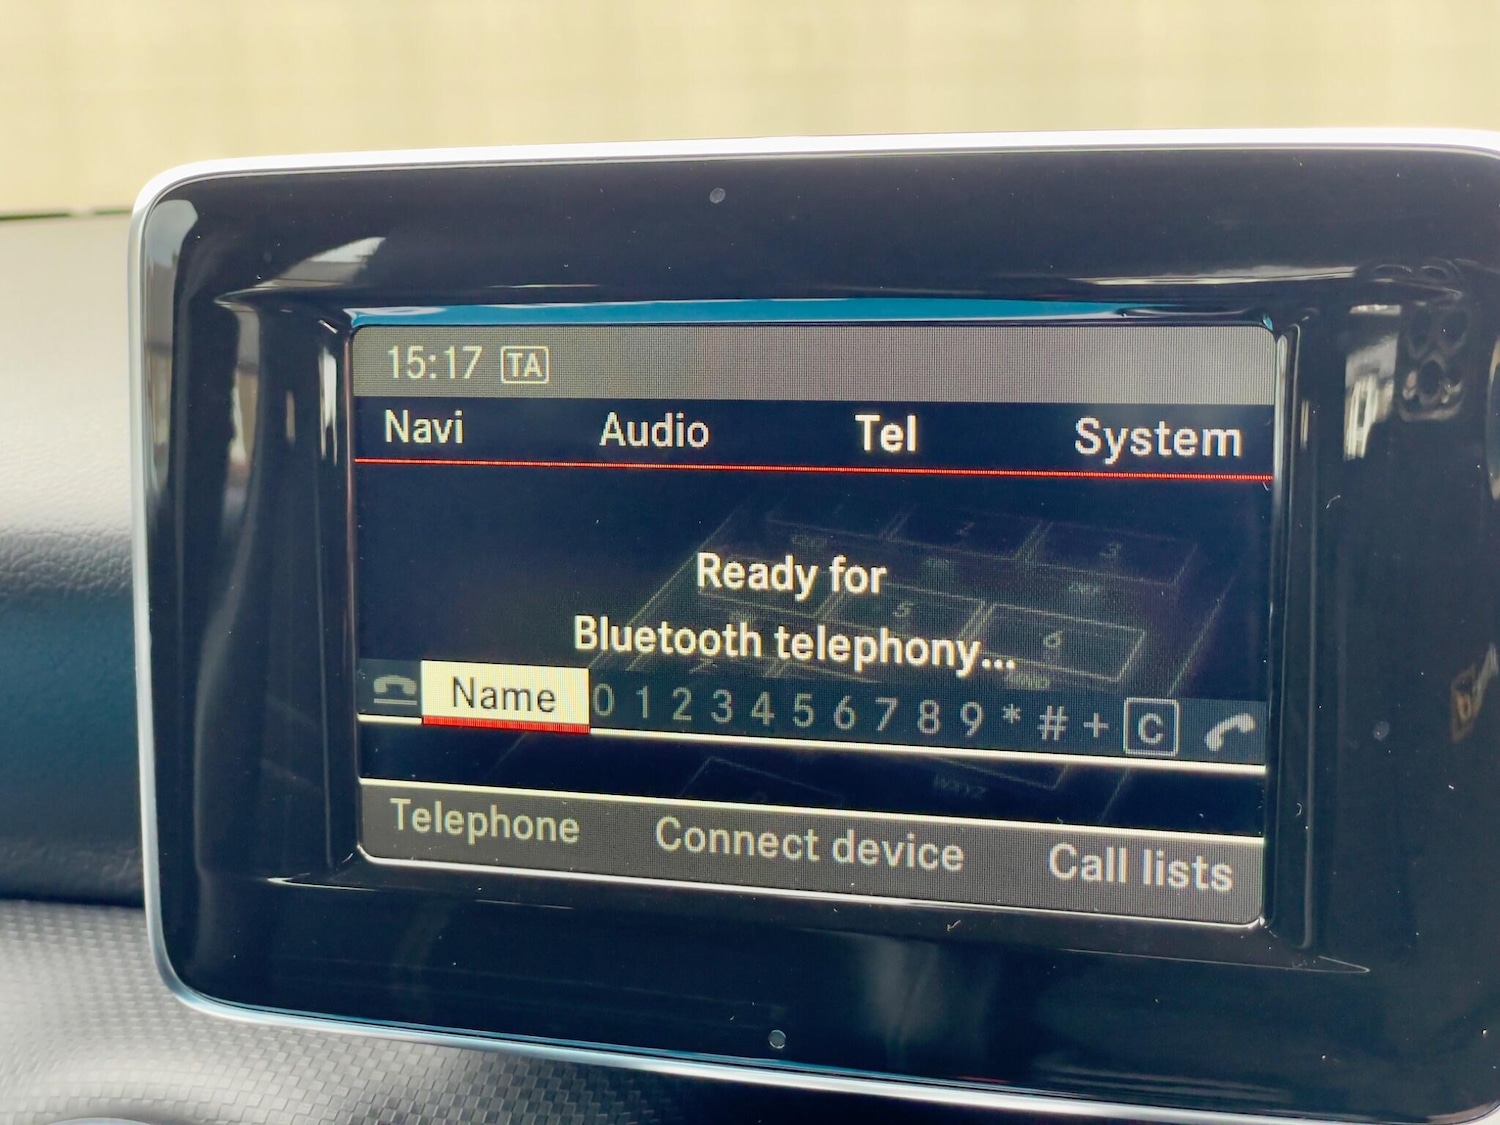 15:17 TA
Navi Audio Tel System
Ready for
Bluetooth telephony...
Name 0 1 2 3 4 5 6 7 8 9 * # + C
Telephone Connect device Call lists